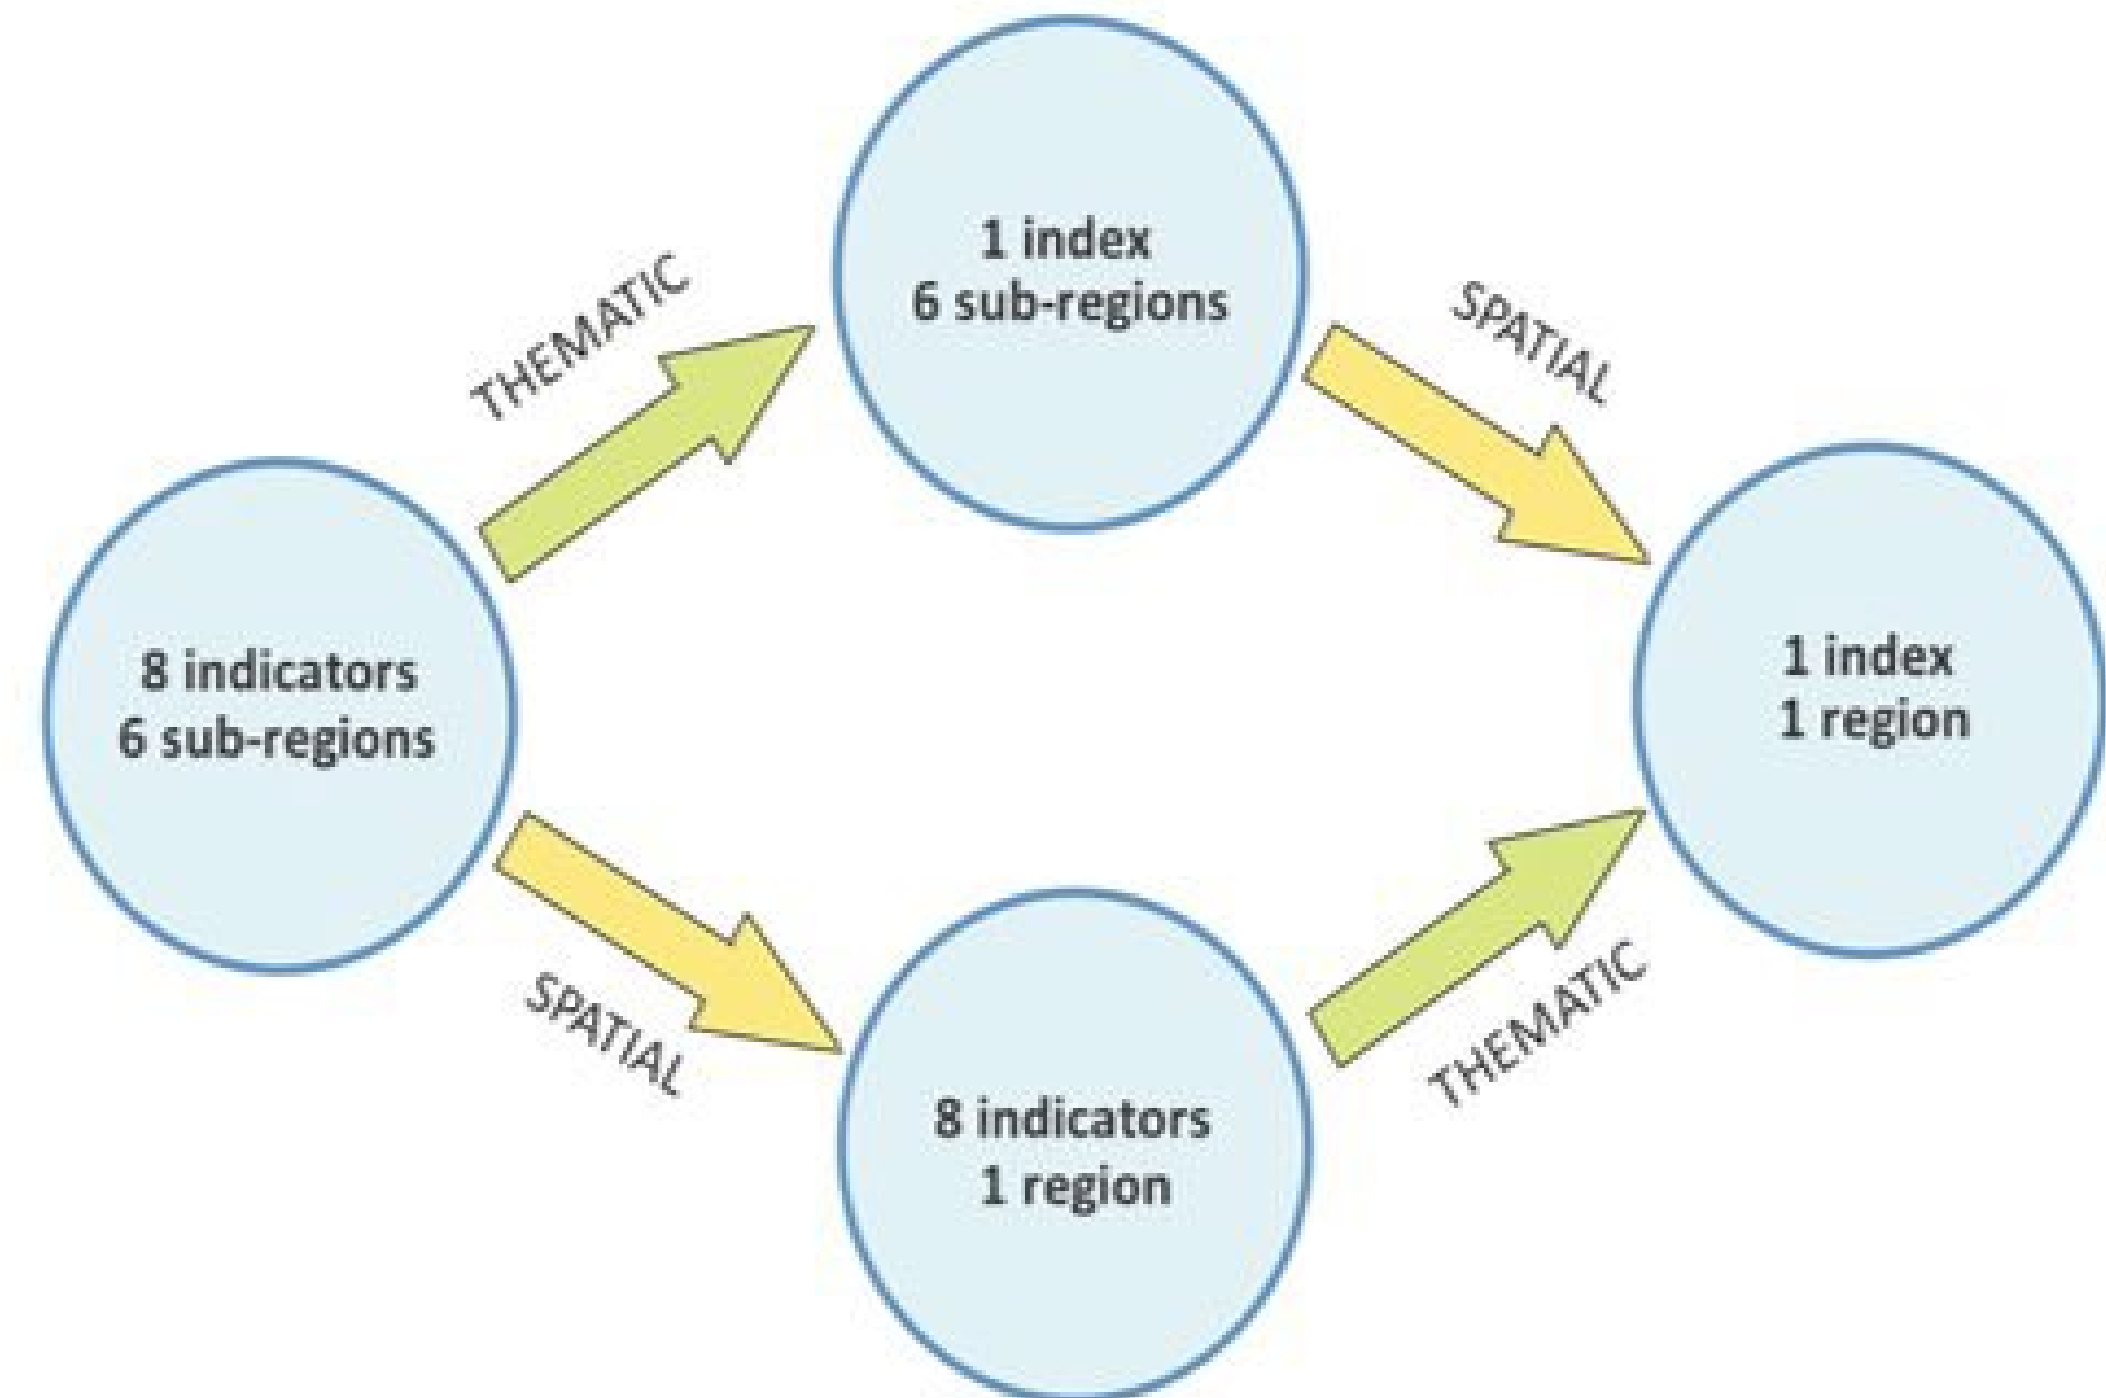 1 index
6 sub-regions
THEMATIC
SPATIAL
8 indicators
6 sub-regions
1 index
1 region
SPATIAL
THEMATIC
8 indicators
1 region